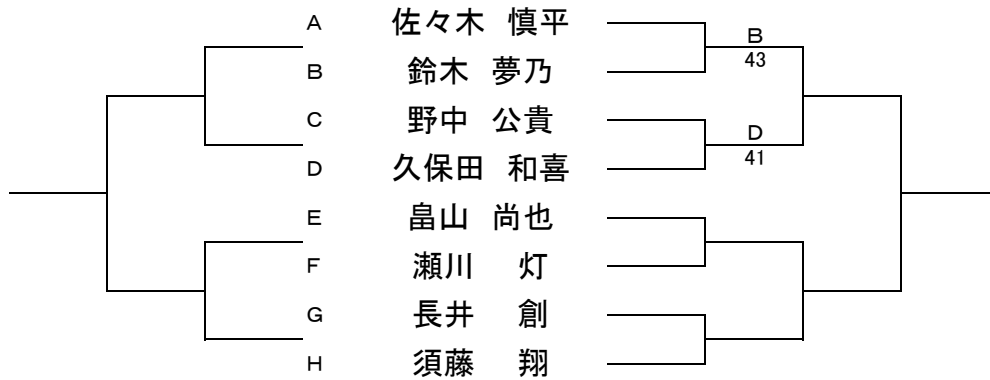 A 佐々木 慎平
B
43
B 鈴木 夢乃
C 野中 公貴
D
41
D 久保田 和喜
E 畠山 尚也
F 瀬川 灯
G 長井 創
H 須藤 翔